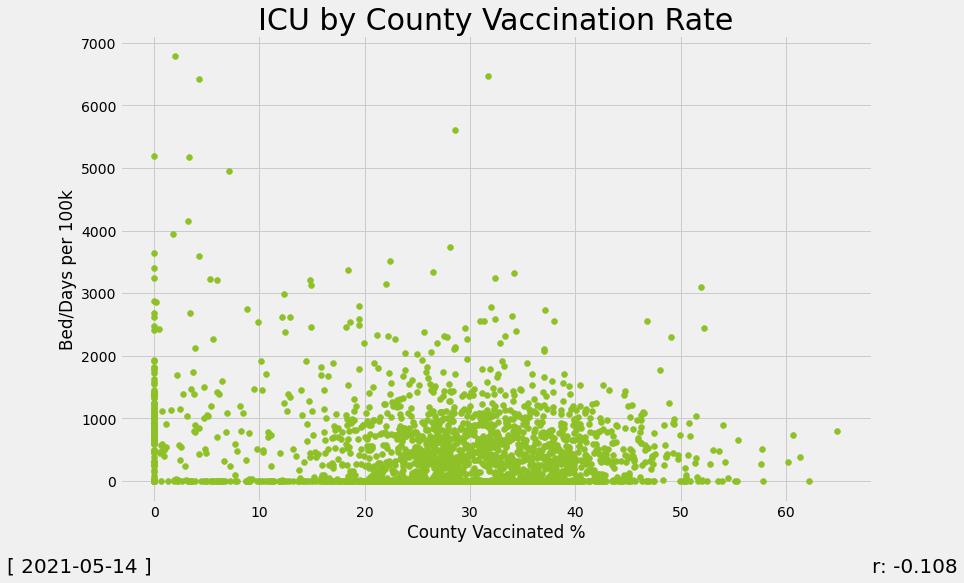 ICU by County Vaccination Rate
7000
6000
5000
4000
3000
2000
1000
0
Bed/Days per 100k
0 10 20 30 40 50 60
County Vaccinated %
[ 2021-05-14 ]
r: -0.108